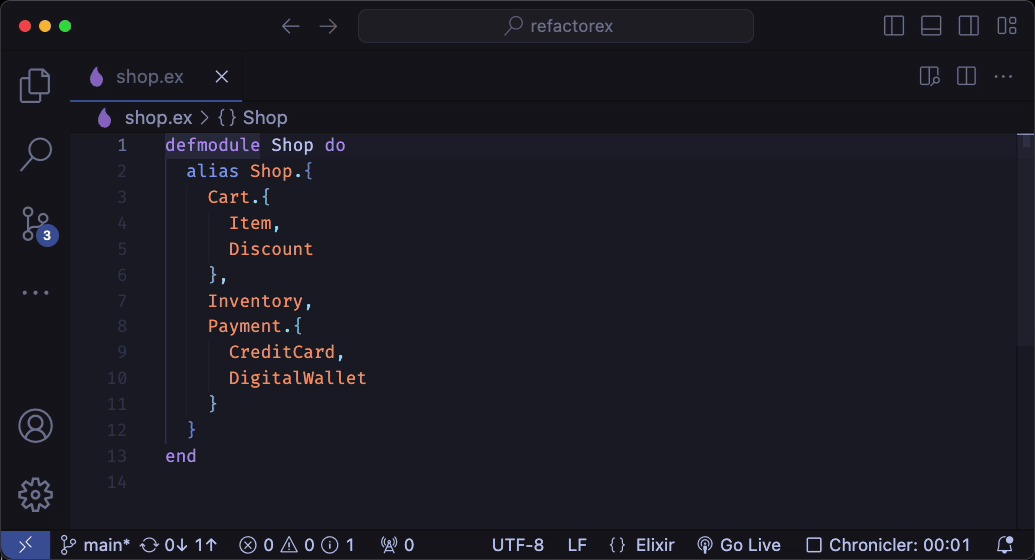 refactorex
shop.ex
shop.ex > {} Shop
1 defmodule Shop do
2 alias Shop.{
3 Cart.{
4 Item,
5 Discount
6 },
7 Inventory,
8 Payment.{
9 CreditCard,
10 DigitalWallet
11 }
12 }
13 end
14
3
main* 0↓ 1↑ 0 0 1 0 UTF-8 LF {} Elixir Go Live Chronicler: 00:01